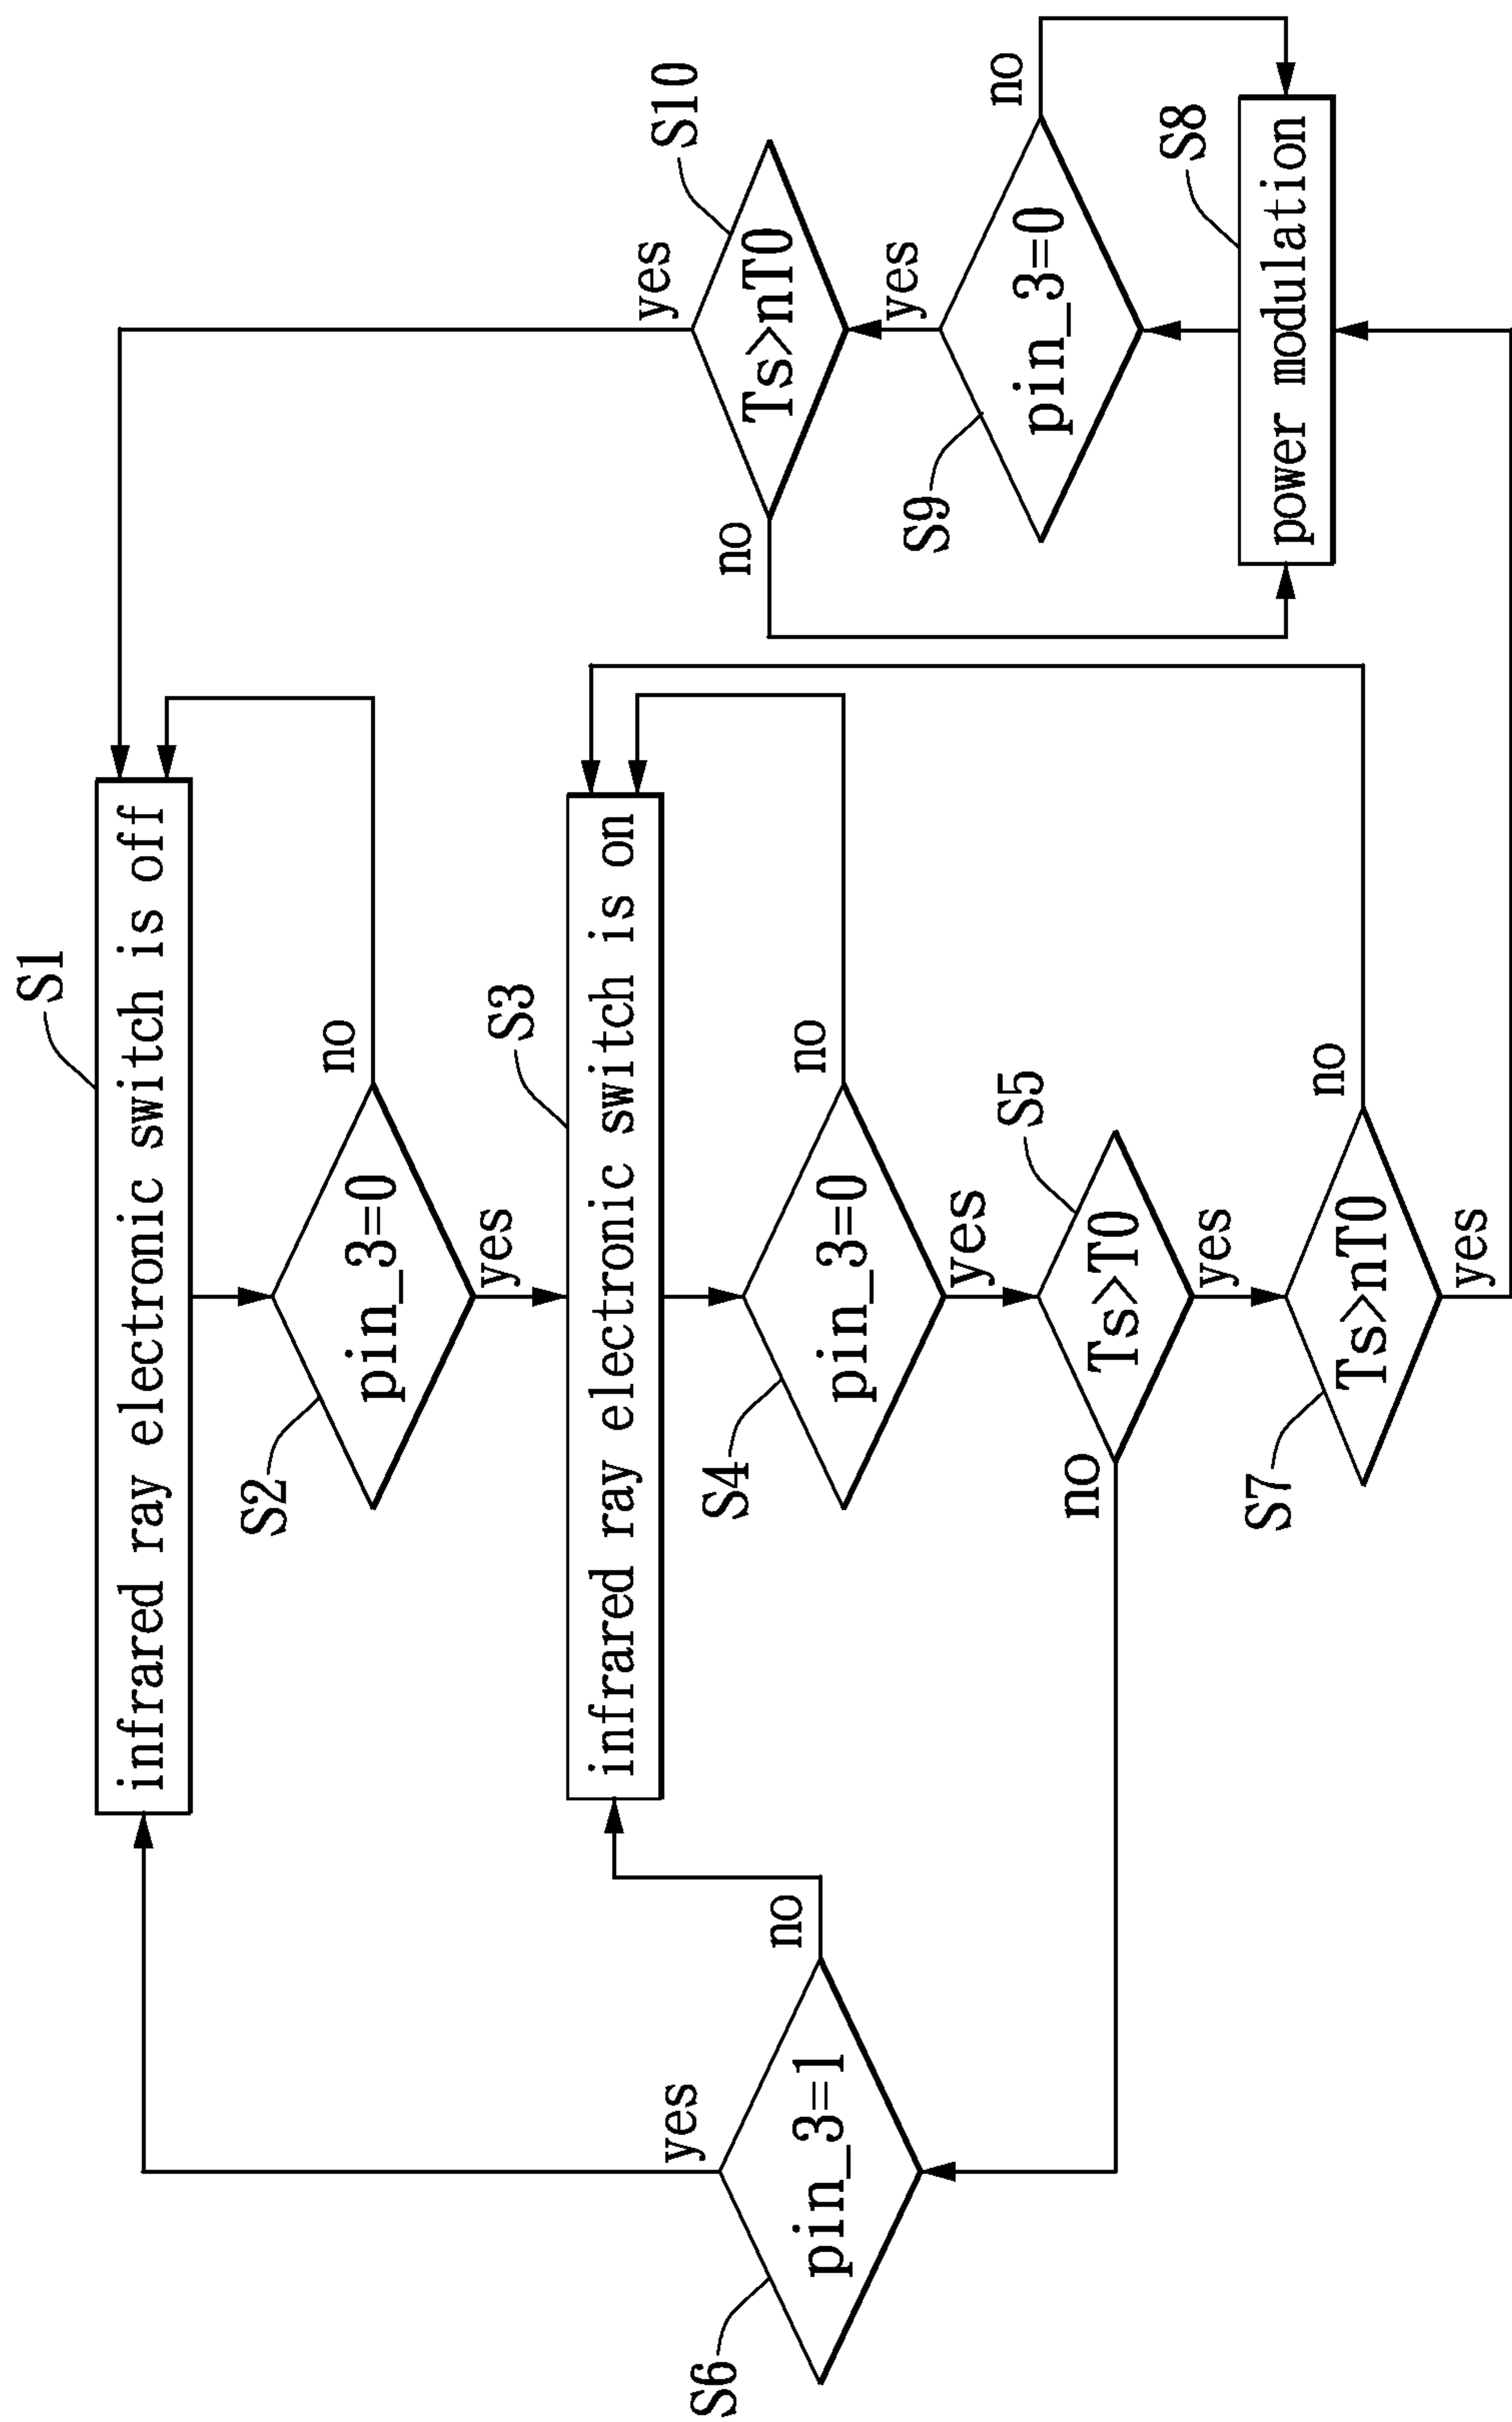 S1
infrared ray electronic switch is off
S2
pin_3=0
no
yes
S3
infrared ray electronic switch is on
S4
pin_3=0
no
yes
S5
Ts>T0
no
yes
S6
pin_3=1
yes
no
S7
Ts>nT0
no
yes
S10
Ts>nT0
yes
no
S9
pin_3=0
yes
no
S8
power modulation